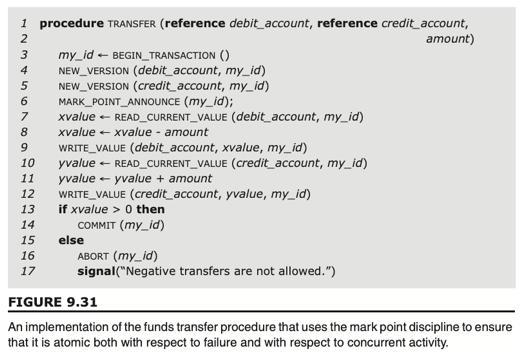 1 procedure TRANSFER (reference debit_account, reference credit_account,
2 amount)
3 my_id ← BEGIN_TRANSACTION ()
4 NEW_VERSION (debit_account, my_id)
5 NEW_VERSION (credit_account, my_id)
6 MARK_POINT_ANNOUNCE (my_id);
7 xvalue ← READ_CURRENT_VALUE (debit_account, my_id)
8 xvalue ← xvalue - amount
9 WRITE_VALUE (debit_account, xvalue, my_id)
10 yvalue ← READ_CURRENT_VALUE (credit_account, my_id)
11 yvalue ← yvalue + amount
12 WRITE_VALUE (credit_account, yvalue, my_id)
13 if xvalue > 0 then
14 COMMIT (my_id)
15 else
16 ABORT (my_id)
17 signal(“Negative transfers are not allowed.”)
FIGURE 9.31
An implementation of the funds transfer procedure that uses the mark point discipline to ensure
that it is atomic both with respect to failure and with respect to concurrent activity.